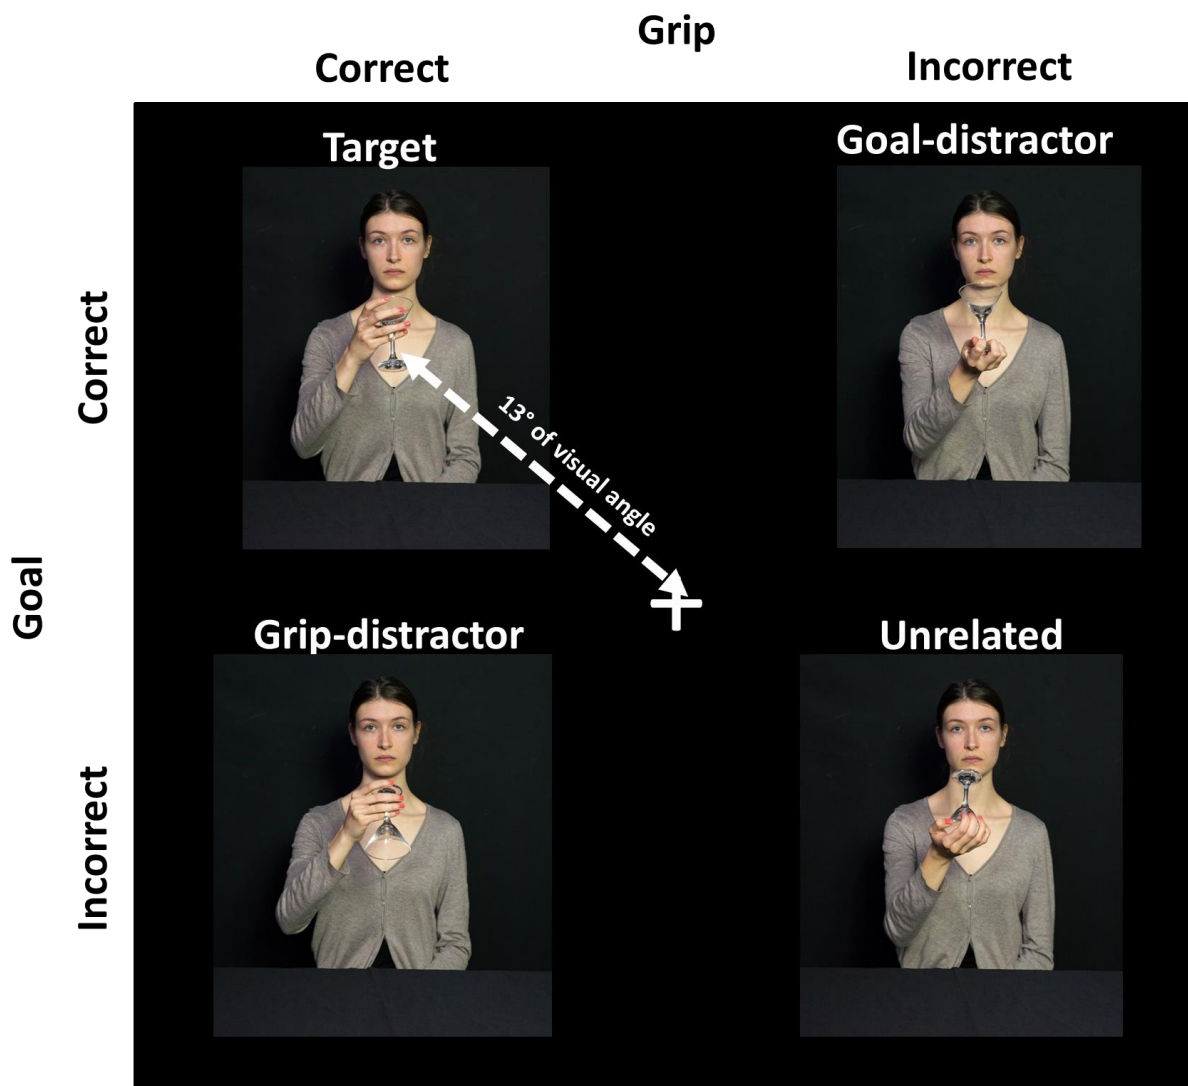 Grip
Correct
Incorrect
Target
Goal-distractor
Correct
13° of visual angle
Goal
Grip-distractor
Unrelated
Incorrect